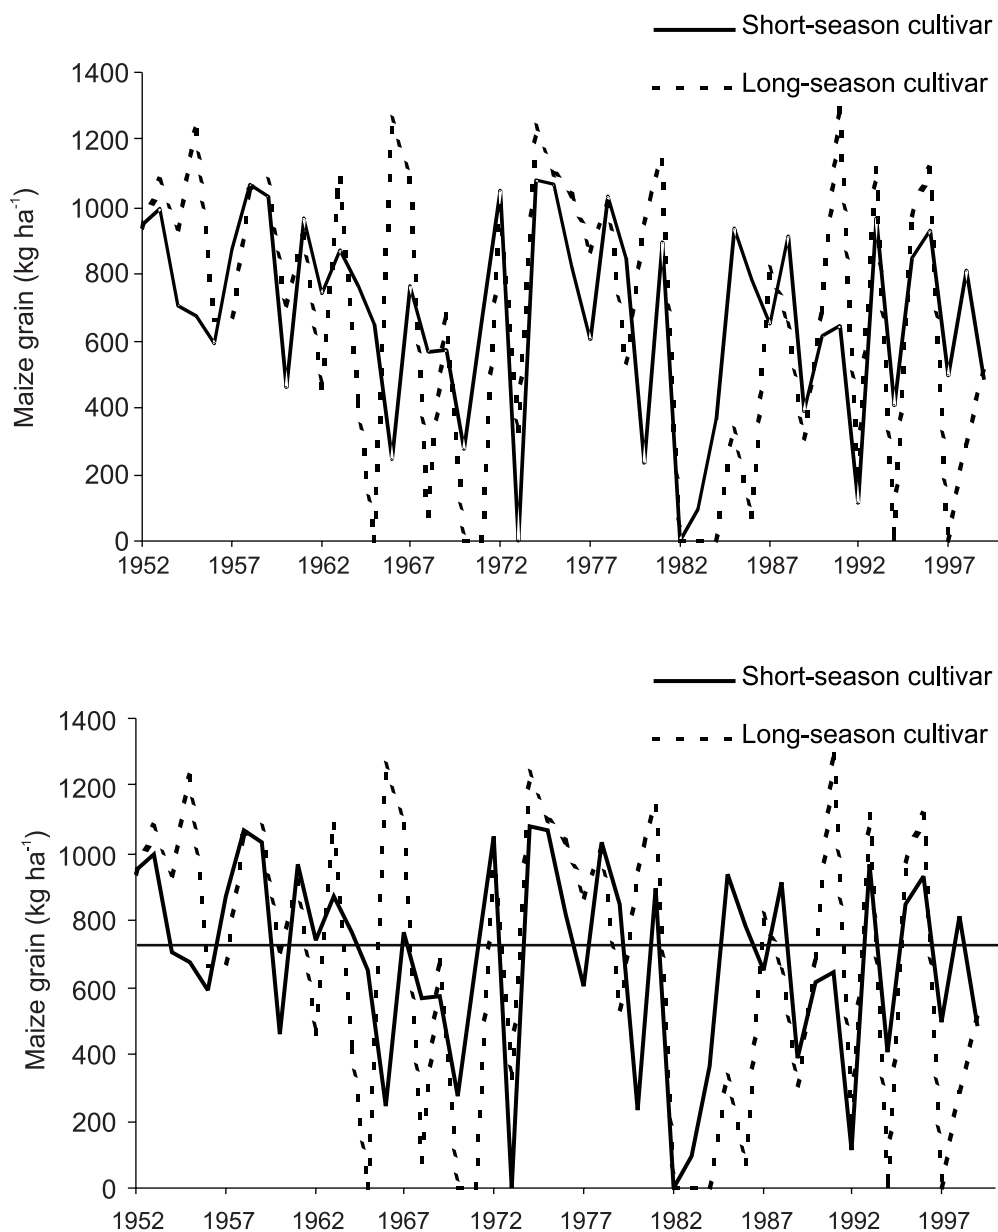 Short-season cultivar
Long-season cultivar
Maize grain (kg ha⁻¹)
1400
1200
1000
800
600
400
200
0
1952 1957 1962 1967 1972 1977 1982 1987 1992 1997
Short-season cultivar
Long-season cultivar
Maize grain (kg ha⁻¹)
1400
1200
1000
800
600
400
200
0
1952 1957 1962 1967 1972 1977 1982 1987 1992 1997